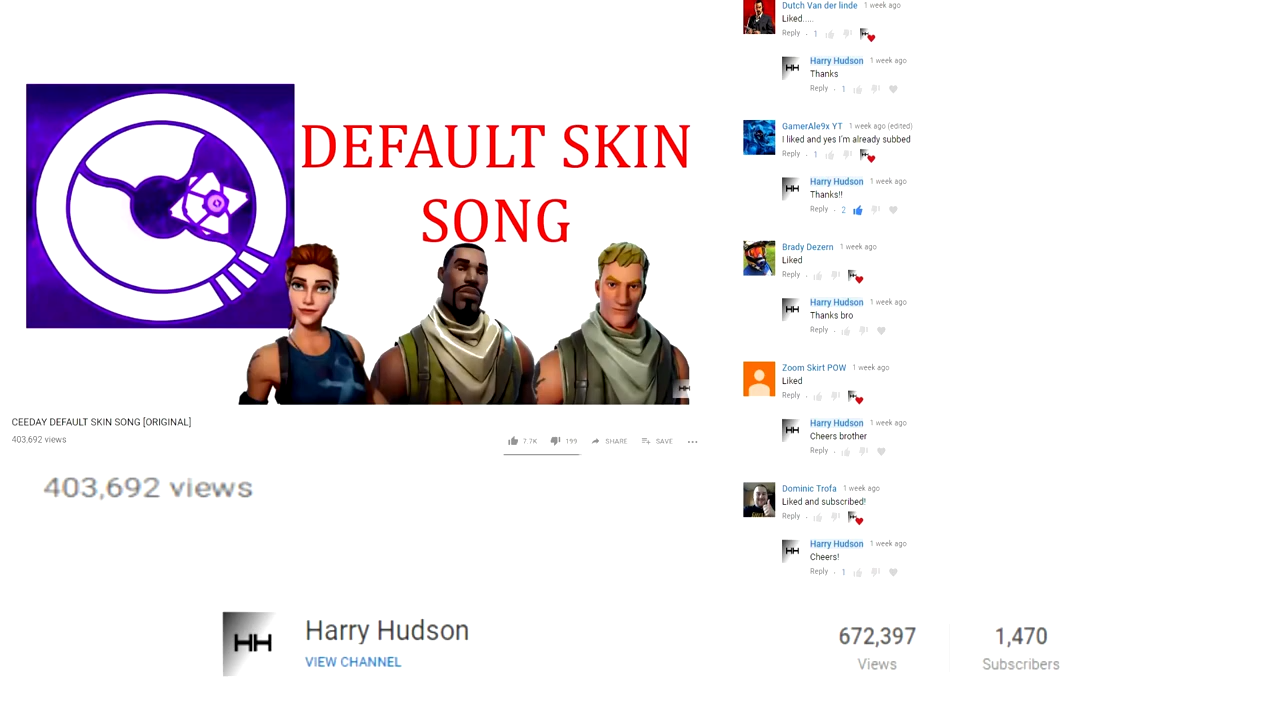 DEFAULT SKIN
SONG
HH
CEEDAY DEFAULT SKIN SONG [ORIGINAL]
403,692 views
7.7K
199
SHARE
SAVE
403,692 views
Dutch Van der linde 1 week ago
Liked.....
Reply · 1
HH
Harry Hudson 1 week ago
Thanks
Reply · 1
GamerAle9x YT 1 week ago (edited)
I liked and yes I'm already subbed
Reply · 1
HH
Harry Hudson 1 week ago
Thanks!!
Reply · 2
Brady Dezern 1 week ago
Liked
Reply ·
HH
Harry Hudson 1 week ago
Thanks bro
Reply ·
Zoom Skirt POW 1 week ago
Liked
Reply ·
HH
Harry Hudson 1 week ago
Cheers brother
Reply ·
Dominic Trofa 1 week ago
Liked and subscribed!
Reply ·
HH
Harry Hudson 1 week ago
Cheers!
Reply · 1
HH
Harry Hudson
VIEW CHANNEL
672,397
Views
1,470
Subscribers